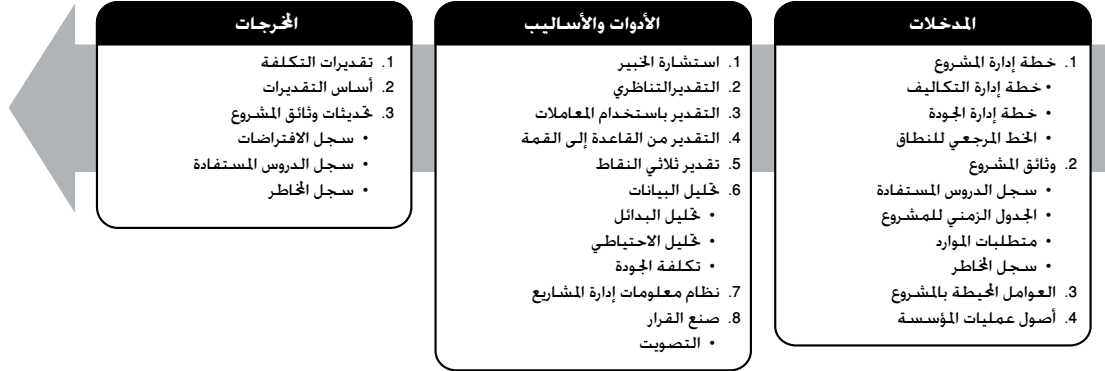 المدخلات
1. خطة إدارة المشروع
• خطة إدارة التكاليف
• خطة إدارة الجودة
• الخط المرجعي للنطاق
2. وثائق المشروع
• سجل الدروس المستفادة
• الجدول الزمني للمشروع
• متطلبات الموارد
• سجل المخاطر
3. العوامل المحيطة بالمشروع
4. أصول عمليات المؤسسة
الأدوات والأساليب
1. استشارة الخبير
2. التقديرالتناظري
3. التقدير باستخدام المعاملات
4. التقدير من القاعدة إلى القمة
5. تقدير ثلاثي النقاط
6. تحليل البيانات
• تحليل البدائل
• تحليل الاحتياطي
• تكلفة الجودة
7. نظام معلومات إدارة المشاريع
8. صنع القرار
• التصويت
المخرجات
1. تقديرات التكلفة
2. أساس التقديرات
3. تحديثات وثائق المشروع
• سجل الافتراضات
• سجل الدروس المستفادة
• سجل المخاطر